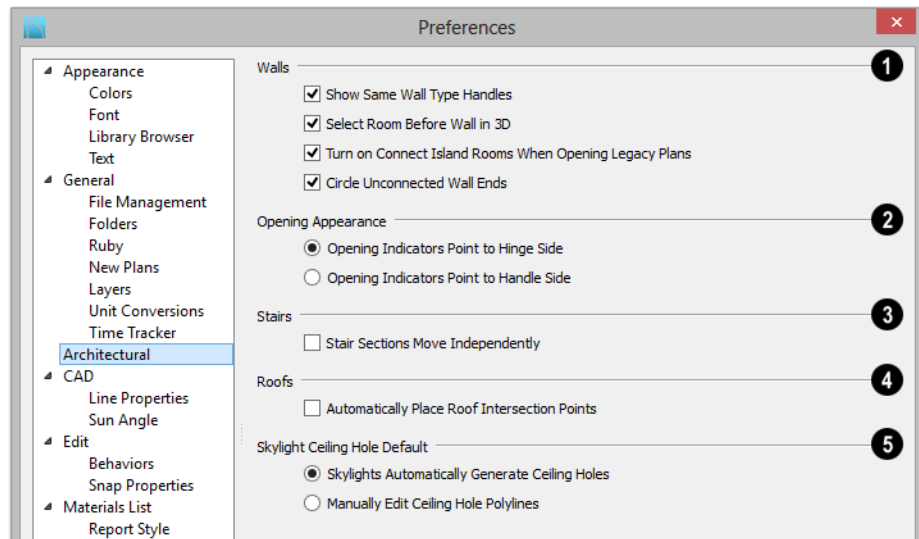 Preferences
Appearance
Colors
Font
Library Browser
Text
General
File Management
Folders
Ruby
New Plans
Layers
Unit Conversions
Time Tracker
Architectural
CAD
Line Properties
Sun Angle
Edit
Behaviors
Snap Properties
Materials List
Report Style
Walls 1
Show Same Wall Type Handles
Select Room Before Wall in 3D
Turn on Connect Island Rooms When Opening Legacy Plans
Circle Unconnected Wall Ends
Opening Appearance 2
Opening Indicators Point to Hinge Side
Opening Indicators Point to Handle Side
Stairs 3
Stair Sections Move Independently
Roofs 4
Automatically Place Roof Intersection Points
Skylight Ceiling Hole Default 5
Skylights Automatically Generate Ceiling Holes
Manually Edit Ceiling Hole Polylines